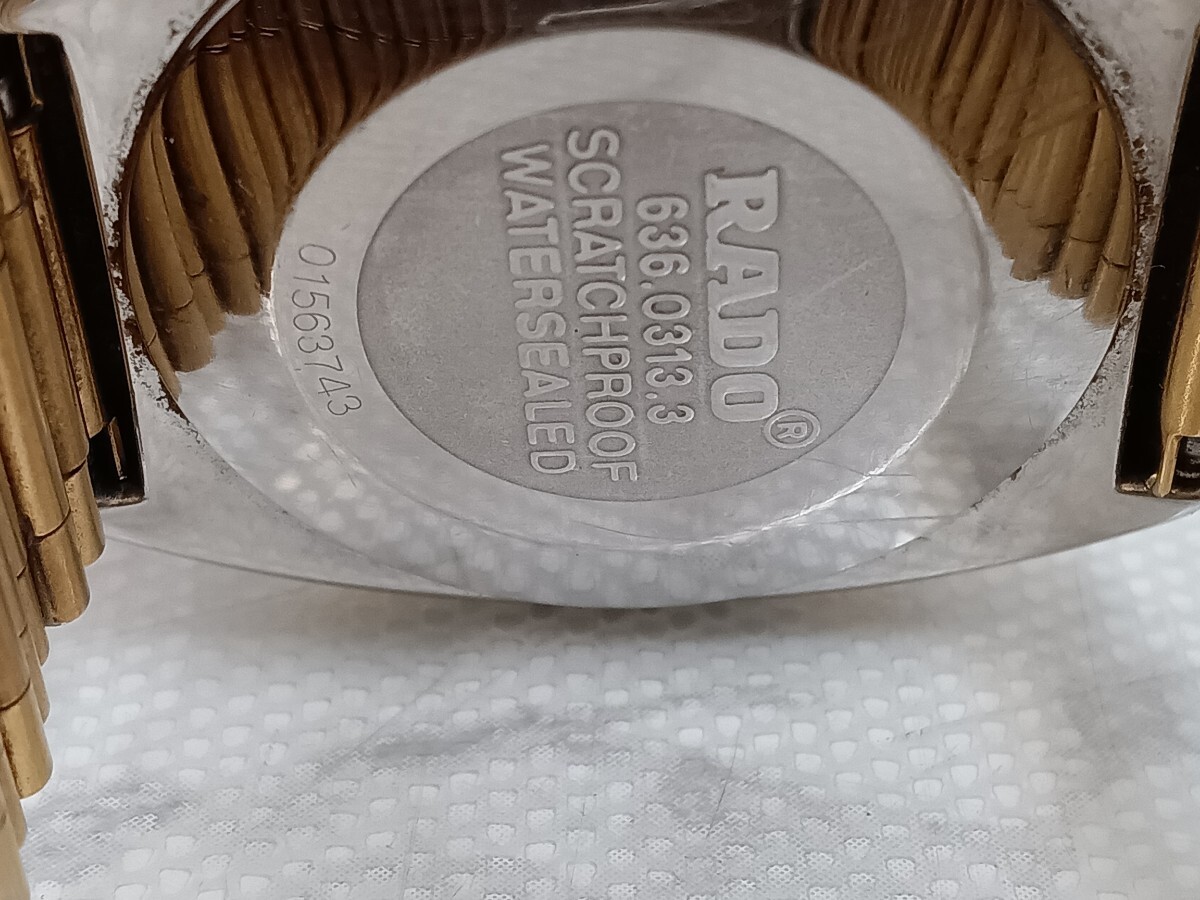 RADO®
636.0313.3
SCRATCHPROOF
WATERSEALED
01563743